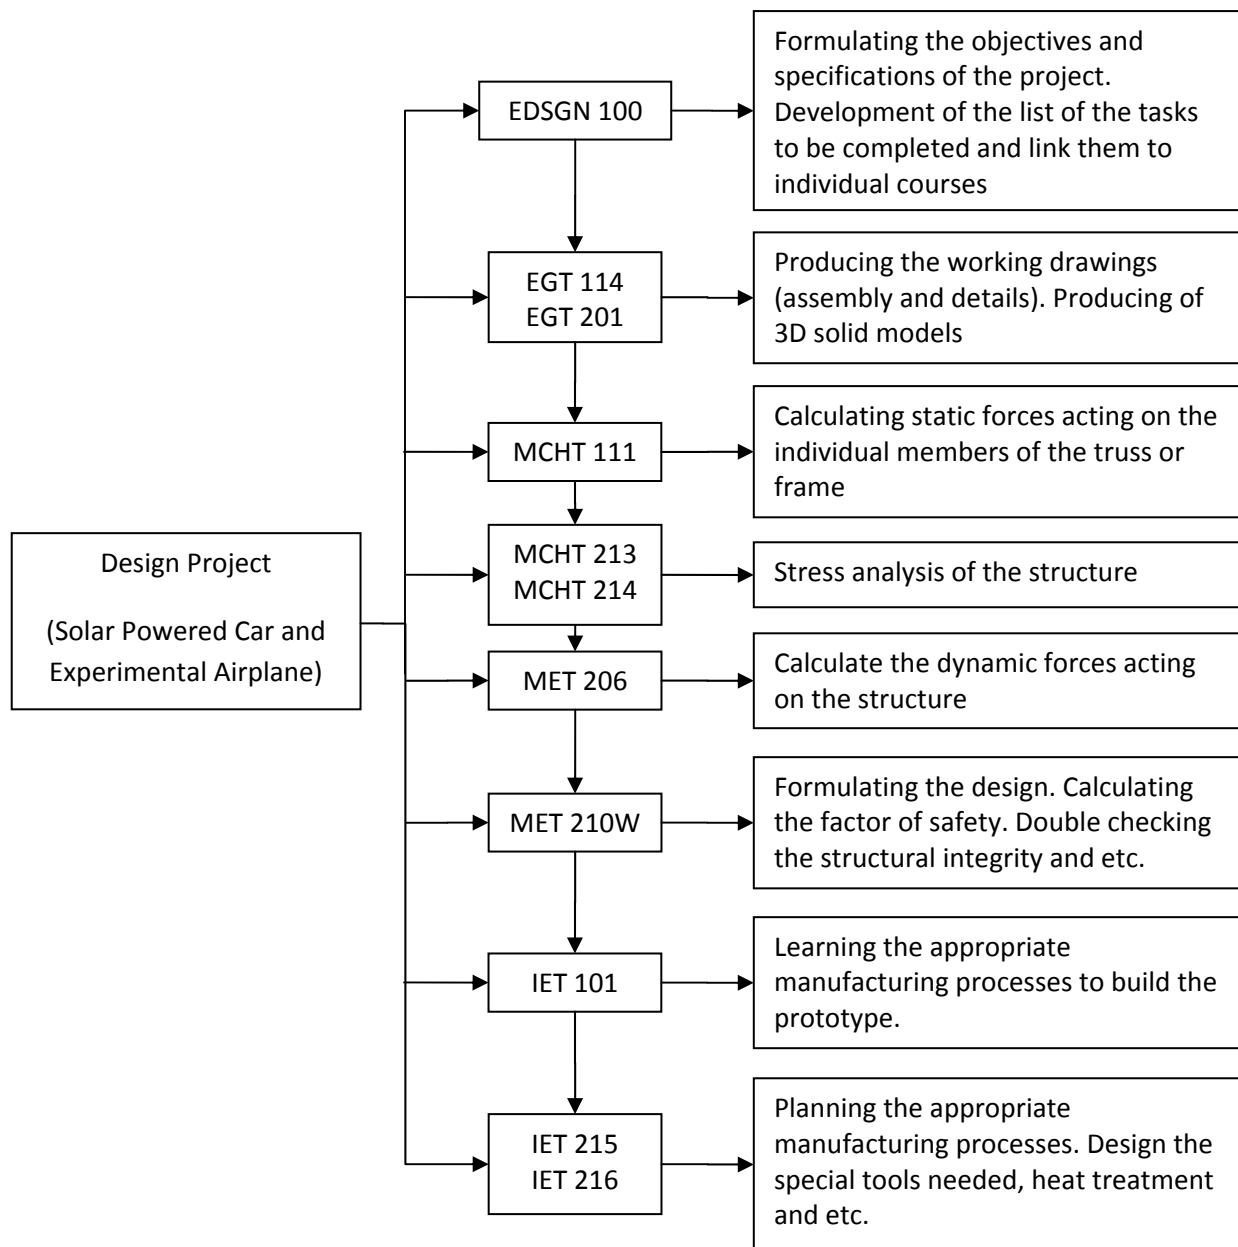 Formulating the objectives and
specifications of the project.
Development of the list of the tasks
to be completed and link them to
individual courses
EDSGN 100
Producing the working drawings
(assembly and details). Producing of
3D solid models
EGT 114
EGT 201
Calculating static forces acting on the
individual members of the truss or
frame
MCHT 111
Design Project
(Solar Powered Car and
Experimental Airplane)
MCHT 213
MCHT 214
Stress analysis of the structure
MET 206
Calculate the dynamic forces acting
on the structure
MET 210W
Formulating the design. Calculating
the factor of safety. Double checking
the structural integrity and etc.
IET 101
Learning the appropriate
manufacturing processes to build the
prototype.
IET 215
IET 216
Planning the appropriate
manufacturing processes. Design the
special tools needed, heat treatment
and etc.